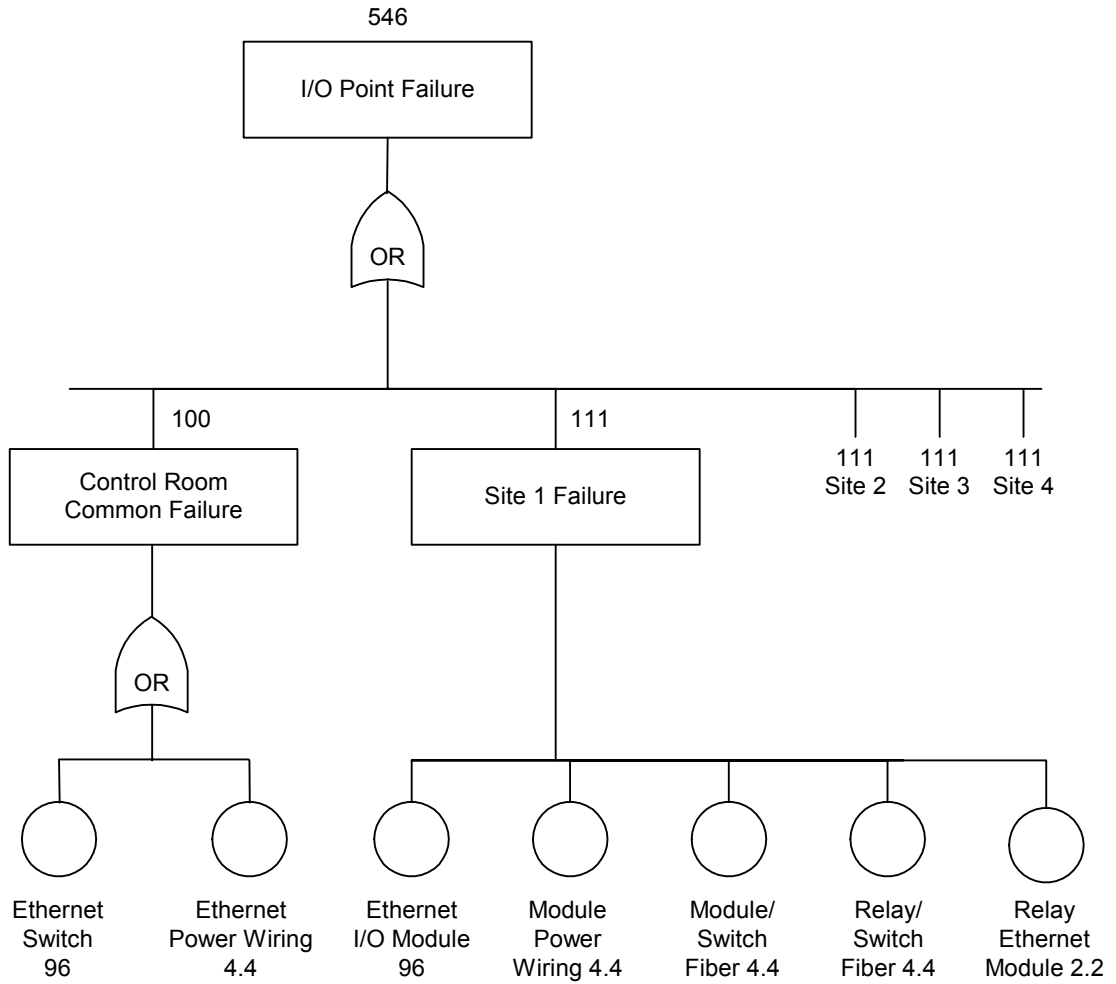 546
I/O Point Failure
OR
100
111
Control Room
Common Failure
Site 1 Failure
111
Site 2
111
Site 3
111
Site 4
OR
Ethernet
Switch
96
Ethernet
Power Wiring
4.4
Ethernet
I/O Module
96
Module
Power
Wiring 4.4
Module/
Switch
Fiber 4.4
Relay/
Switch
Fiber 4.4
Relay
Ethernet
Module 2.2